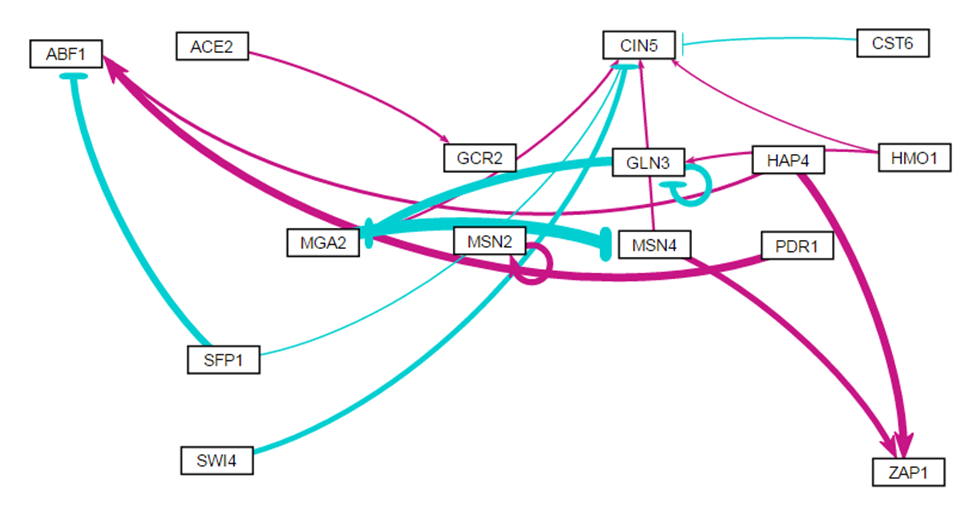 ABF1
ACE2
CIN5
CST6
GCR2
GLN3
HAP4
HMO1
MGA2
MSN2
MSN4
PDR1
SFP1
SWI4
ZAP1